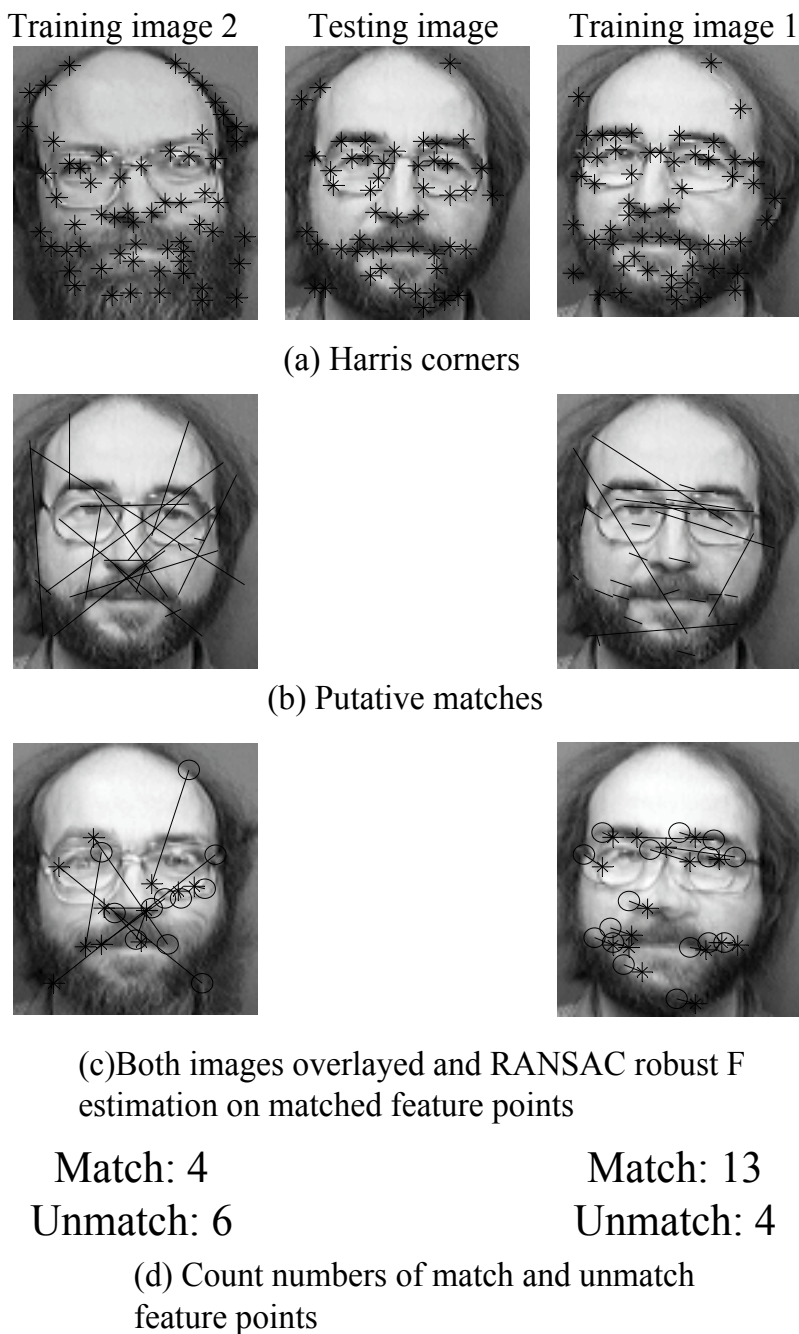 Training image 2
Testing image
Training image 1
(a) Harris corners
(b) Putative matches
(c)Both images overlayed and RANSAC robust F
estimation on matched feature points
Match: 4
Unmatch: 6
Match: 13
Unmatch: 4
(d) Count numbers of match and unmatch
feature points